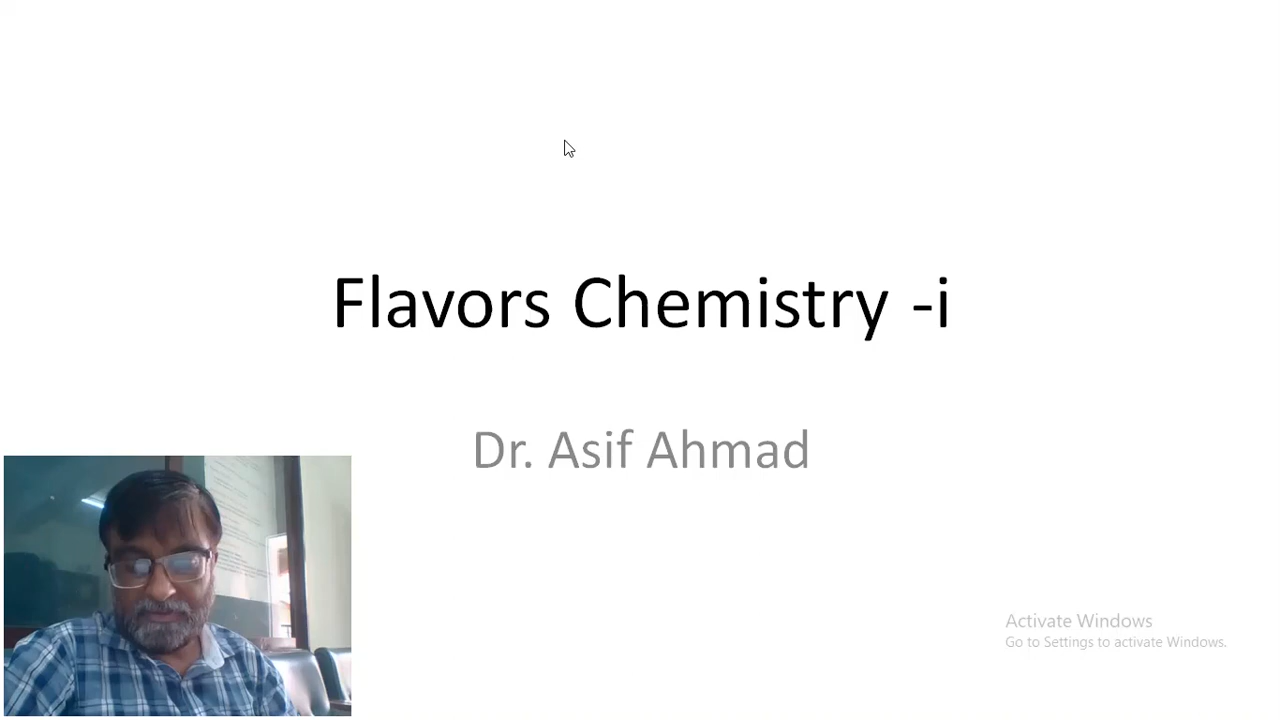 Flavors Chemistry -i
Dr. Asif Ahmad
Activate Windows
Go to Settings to activate Windows.